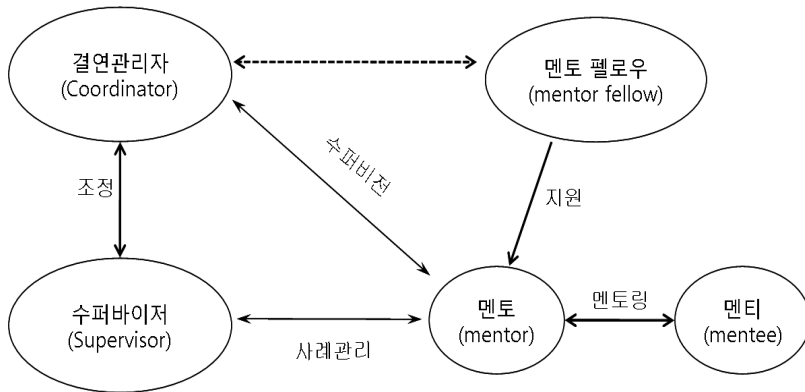 결연관리자
(Coordinator)
멘토 펠로우
(mentor fellow)
수퍼비전
조정
지원
수퍼바이저
(Supervisor)
사례관리
멘토
(mentor)
멘토링
멘티
(mentee)